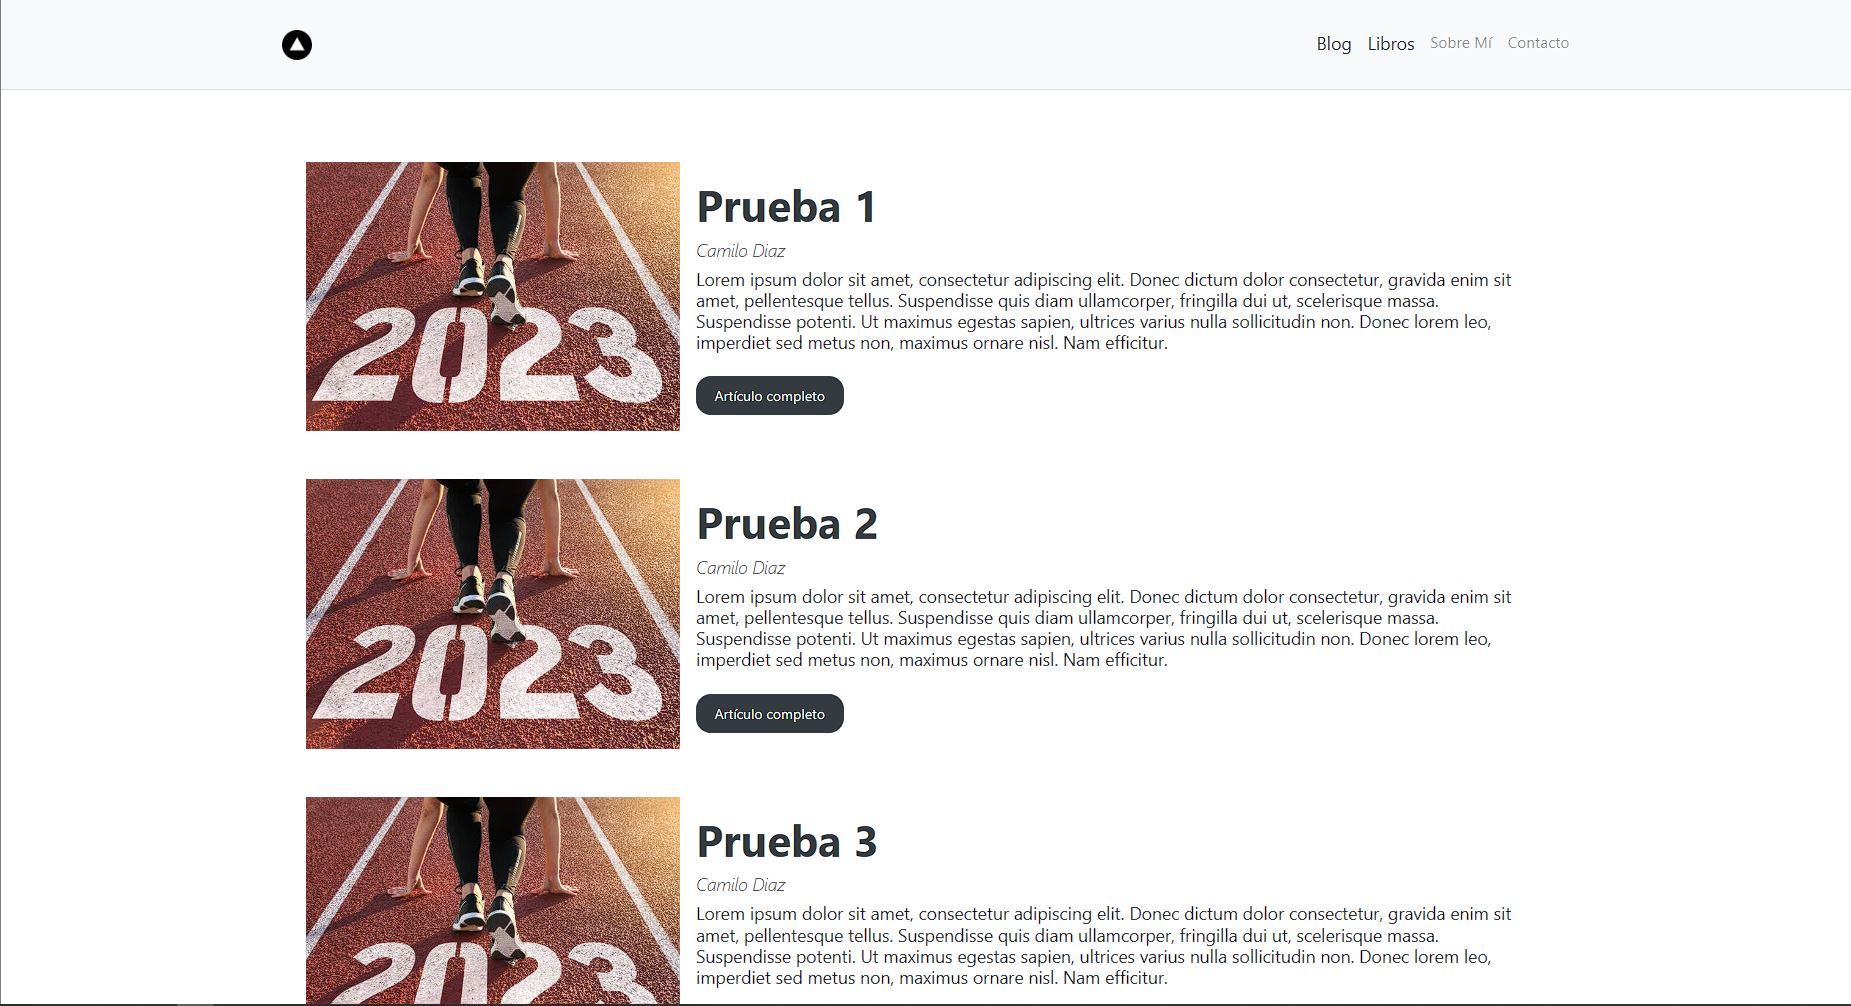 Blog Libros Sobre Mí Contacto
2023
Prueba 1
Camilo Diaz
Lorem ipsum dolor sit amet, consectetur adipiscing elit. Donec dictum dolor consectetur, gravida enim sit
amet, pellentesque tellus. Suspendisse quis diam ullamcorper, fringilla dui ut, scelerisque massa.
Suspendisse potenti. Ut maximus egestas sapien, ultrices varius nulla sollicitudin non. Donec lorem leo,
imperdiet sed metus non, maximus ornare nisl. Nam efficitur.
Artículo completo
2023
Prueba 2
Camilo Diaz
Lorem ipsum dolor sit amet, consectetur adipiscing elit. Donec dictum dolor consectetur, gravida enim sit
amet, pellentesque tellus. Suspendisse quis diam ullamcorper, fringilla dui ut, scelerisque massa.
Suspendisse potenti. Ut maximus egestas sapien, ultrices varius nulla sollicitudin non. Donec lorem leo,
imperdiet sed metus non, maximus ornare nisl. Nam efficitur.
Artículo completo
2023
Prueba 3
Camilo Diaz
Lorem ipsum dolor sit amet, consectetur adipiscing elit. Donec dictum dolor consectetur, gravida enim sit
amet, pellentesque tellus. Suspendisse quis diam ullamcorper, fringilla dui ut, scelerisque massa.
Suspendisse potenti. Ut maximus egestas sapien, ultrices varius nulla sollicitudin non. Donec lorem leo,
imperdiet sed metus non, maximus ornare nisl. Nam efficitur.